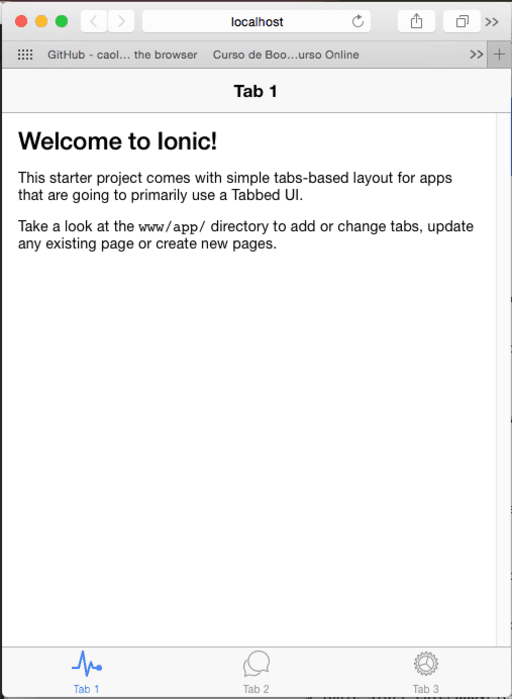 localhost
GitHub - caol... the browser Curso de Boo...urso Online
Tab 1
Welcome to Ionic!
This starter project comes with simple tabs-based layout for apps
that are going to primarily use a Tabbed UI.
Take a look at the www/app/ directory to add or change tabs, update
any existing page or create new pages.
Tab 1 Tab 2 Tab 3